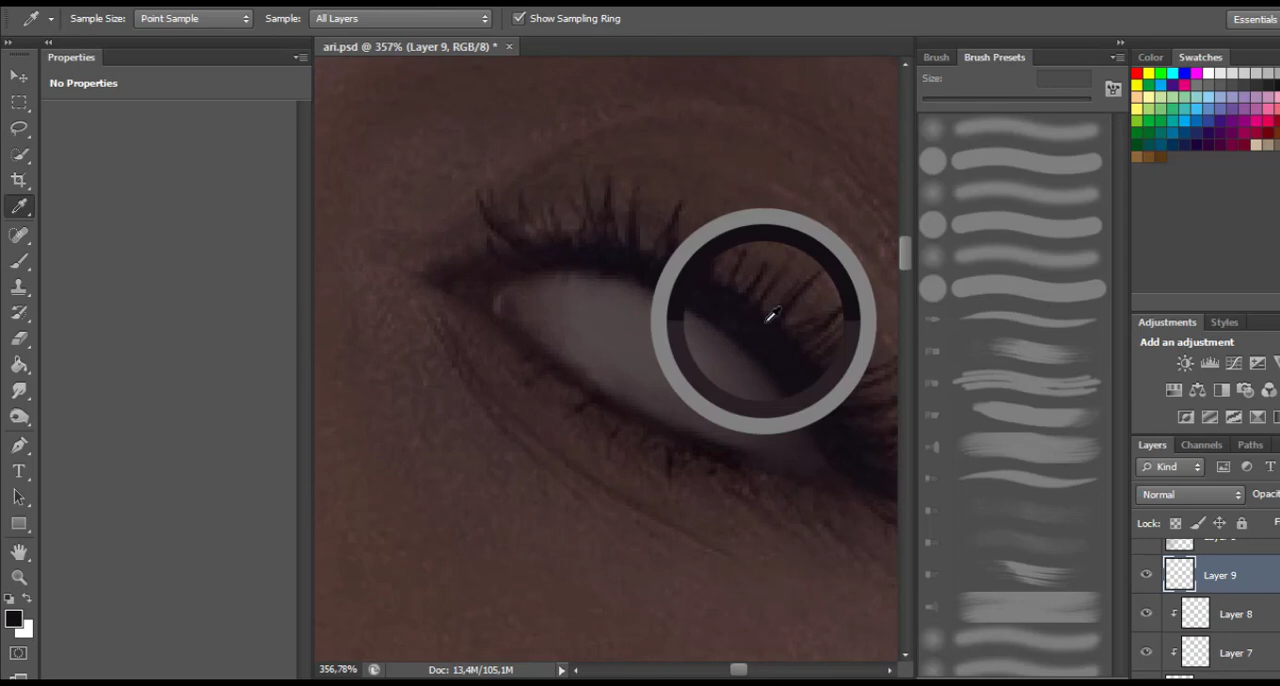 Sample Size: Point Sample Sample: All Layers Show Sampling Ring Essentials
Properties
ari.psd @ 357% (Layer 9, RGB/8) * ×
Brush Brush Presets
Color Swatches
No Properties
Size:
Adjustments Styles
Add an adjustment
Layers Channels Paths
Kind
Normal Opaci
Lock:
Layer 9
Layer 8
Layer 7
356,78% Doc: 13,4M/105,1M